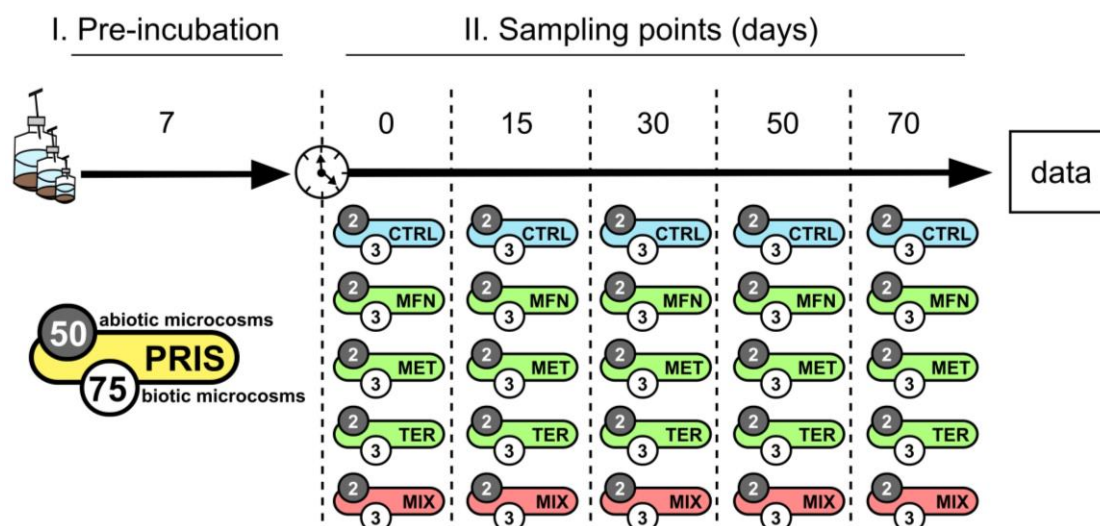 I. Pre-incubation II. Sampling points (days)
7 0 15 30 50 70
data
2 CTRL 2 CTRL 2 CTRL 2 CTRL 2 CTRL
3 3 3 3 3
2 MFN 2 MFN 2 MFN 2 MFN 2 MFN
3 3 3 3 3
50 abiotic microcosms
PRIS
75 biotic microcosms
2 MET 2 MET 2 MET 2 MET 2 MET
3 3 3 3 3
2 TER 2 TER 2 TER 2 TER 2 TER
3 3 3 3 3
2 MIX 2 MIX 2 MIX 2 MIX 2 MIX
3 3 3 3 3